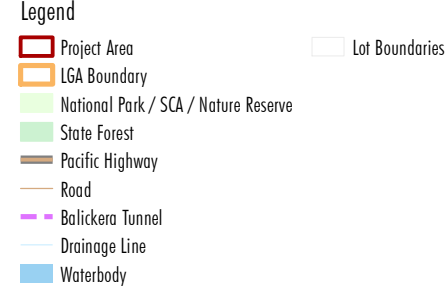 Legend
Project Area
LGA Boundary
National Park / SCA / Nature Reserve
State Forest
Pacific Highway
Road
Balickera Tunnel
Drainage Line
Waterbody
Lot Boundaries